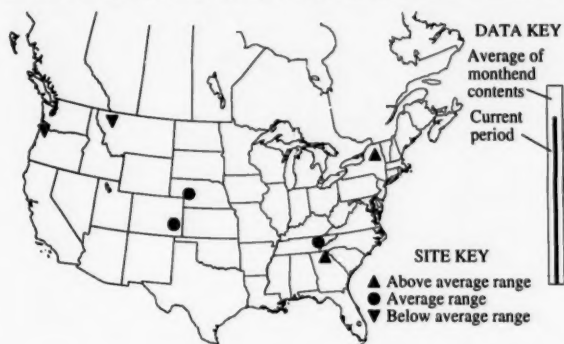 DATA KEY
Average of
monthend
contents
Current
period
SITE KEY
Above average range
Average range
Below average range